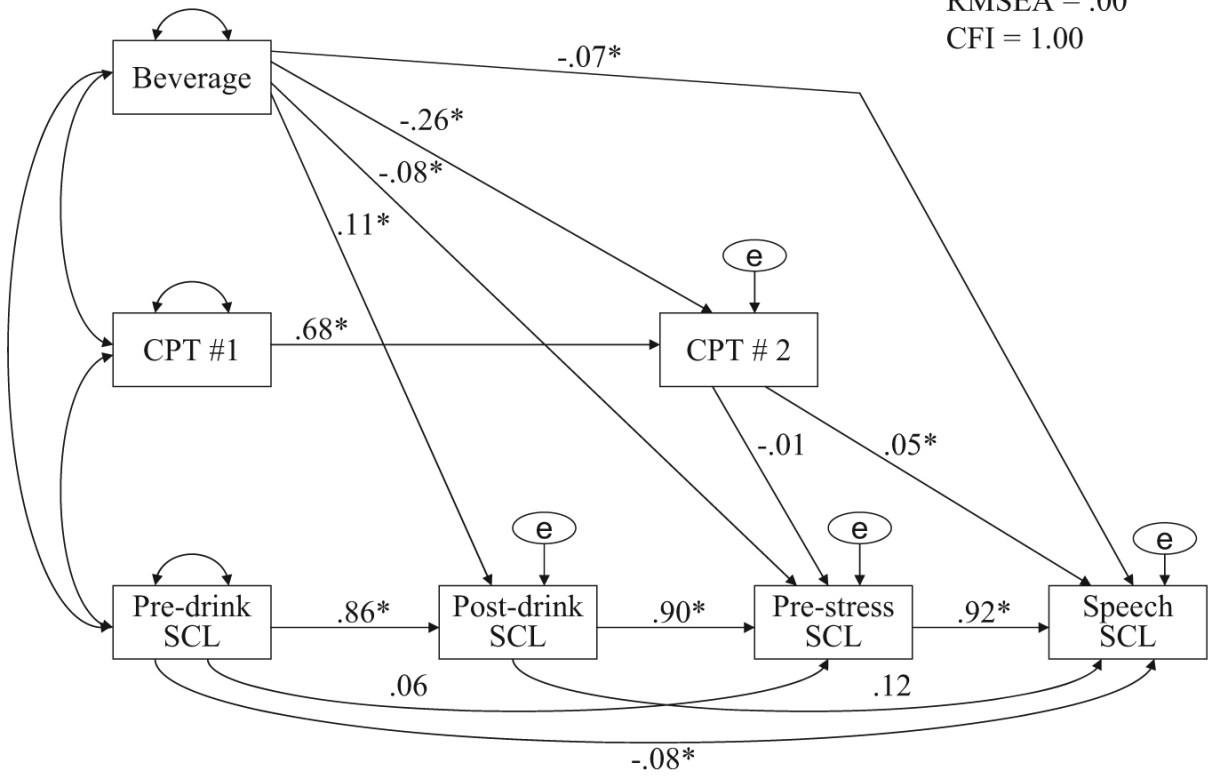 RMSEA = .00
CFI = 1.00
Beverage
-.07*
-.26*
-.08*
.11*
e
CPT #1
.68*
CPT # 2
-.01
.05*
e
e
e
Pre-drink
SCL
.86*
Post-drink
SCL
.90*
Pre-stress
SCL
.92*
Speech
SCL
.06
.12
-.08*